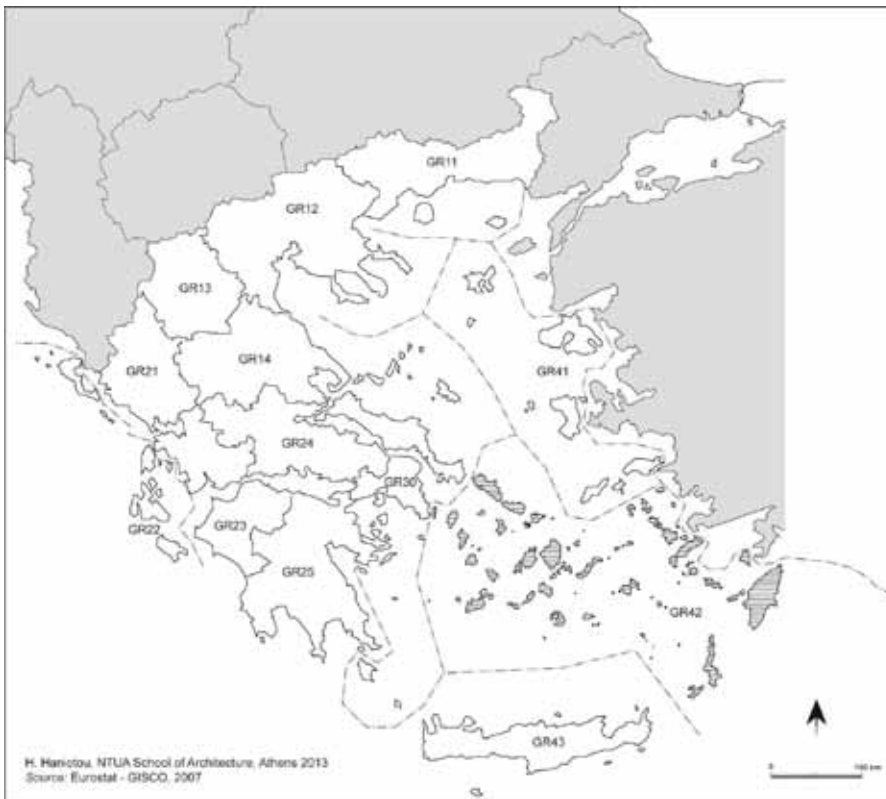 GR11
GR12
GR13
GR14
GR21
GR41
GR24
GR30
GR22
GR23
GR25
GR42
GR43
NTUA School of Architecture, Athens 2013
Source: Eurostat - GISCO, 2007
0
100 km